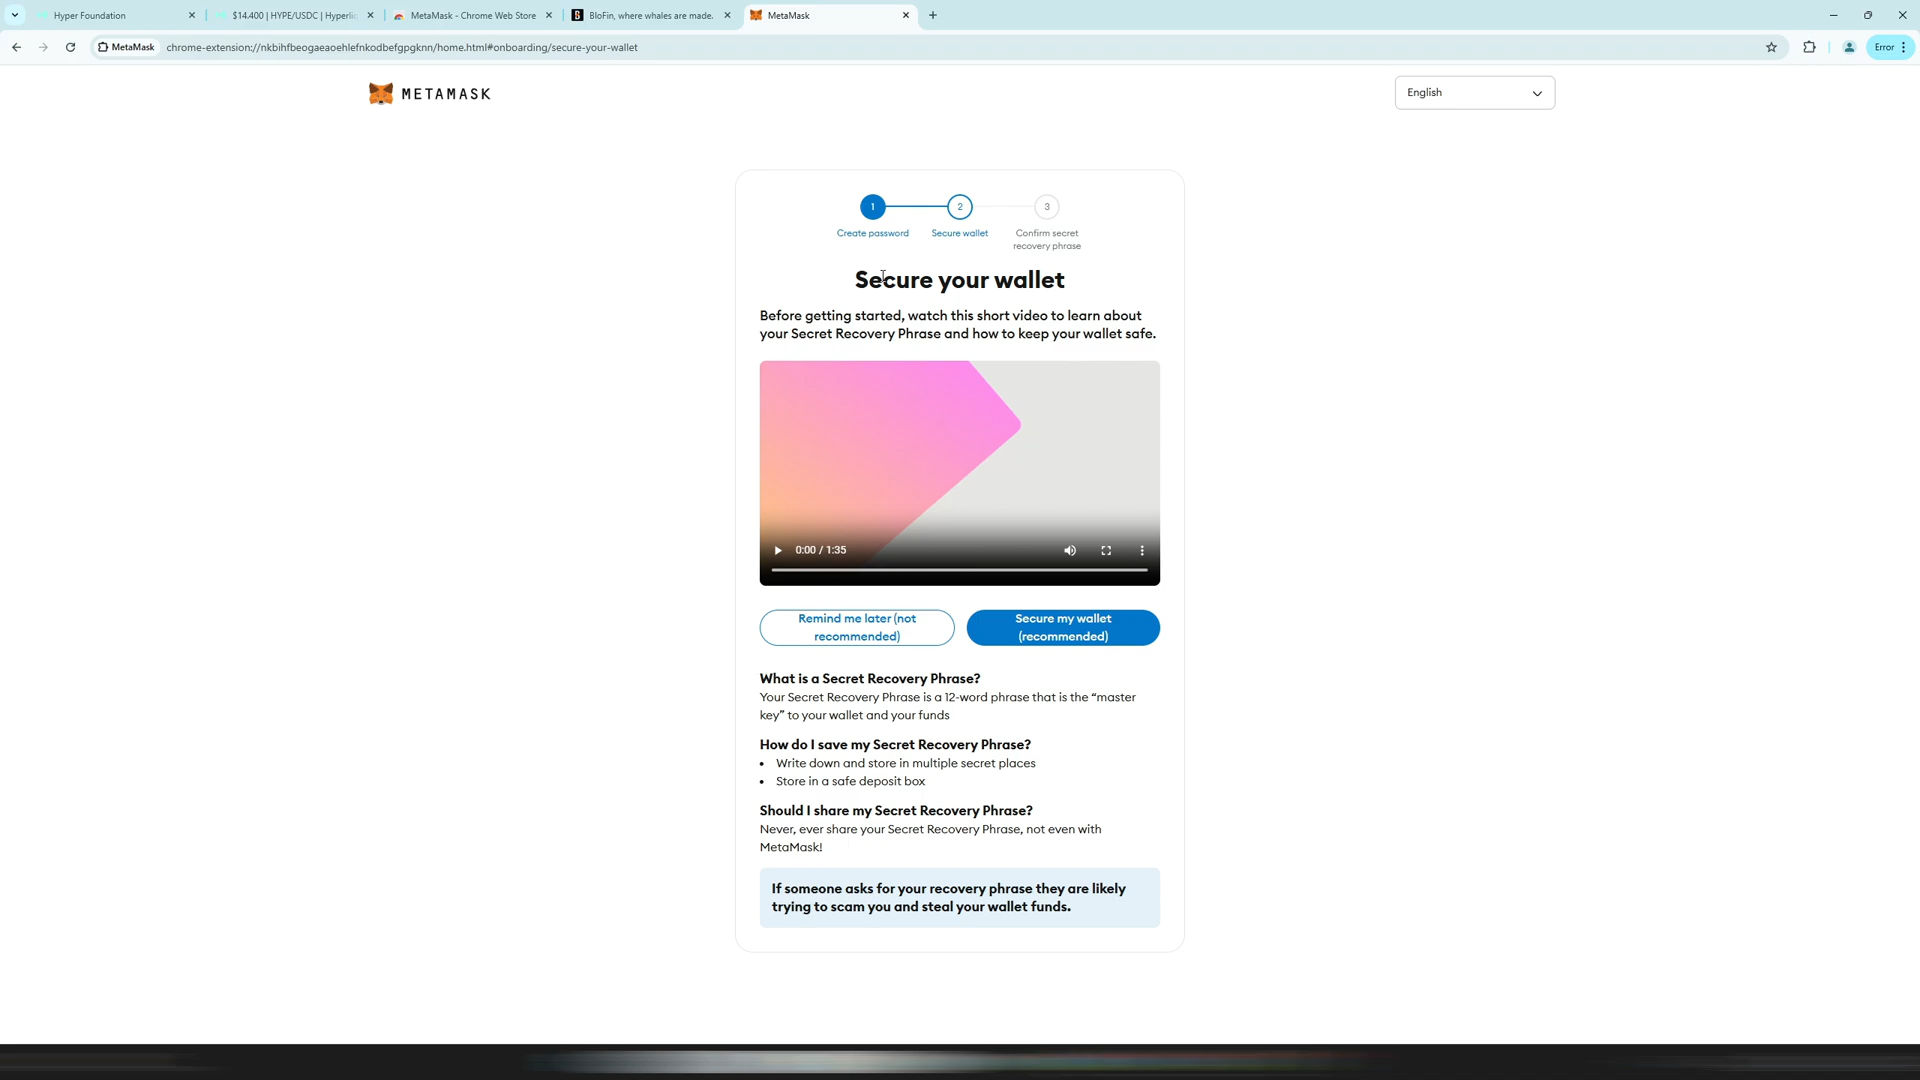 Hyper Foundation
$14.400 | HYPE/USDC | Hyperli
MetaMask - Chrome Web Store
BloFin, where whales are made.
MetaMask
MetaMask
chrome-extension://nkbihfbeogaeaoehlefnkodbefgpgknn/home.html#onboarding/secure-your-wallet
Error
METAMASK
English
1
2
3
Create password
Secure wallet
Confirm secret
recovery phrase
Secure your wallet
Before getting started, watch this short video to learn about
your Secret Recovery Phrase and how to keep your wallet safe.
0:00 / 1:35
Remind me later (not
recommended)
Secure my wallet
(recommended)
What is a Secret Recovery Phrase?
Your Secret Recovery Phrase is a 12-word phrase that is the “master
key” to your wallet and your funds
How do I save my Secret Recovery Phrase?
• Write down and store in multiple secret places
• Store in a safe deposit box
Should I share my Secret Recovery Phrase?
Never, ever share your Secret Recovery Phrase, not even with
MetaMask!
If someone asks for your recovery phrase they are likely
trying to scam you and steal your wallet funds.